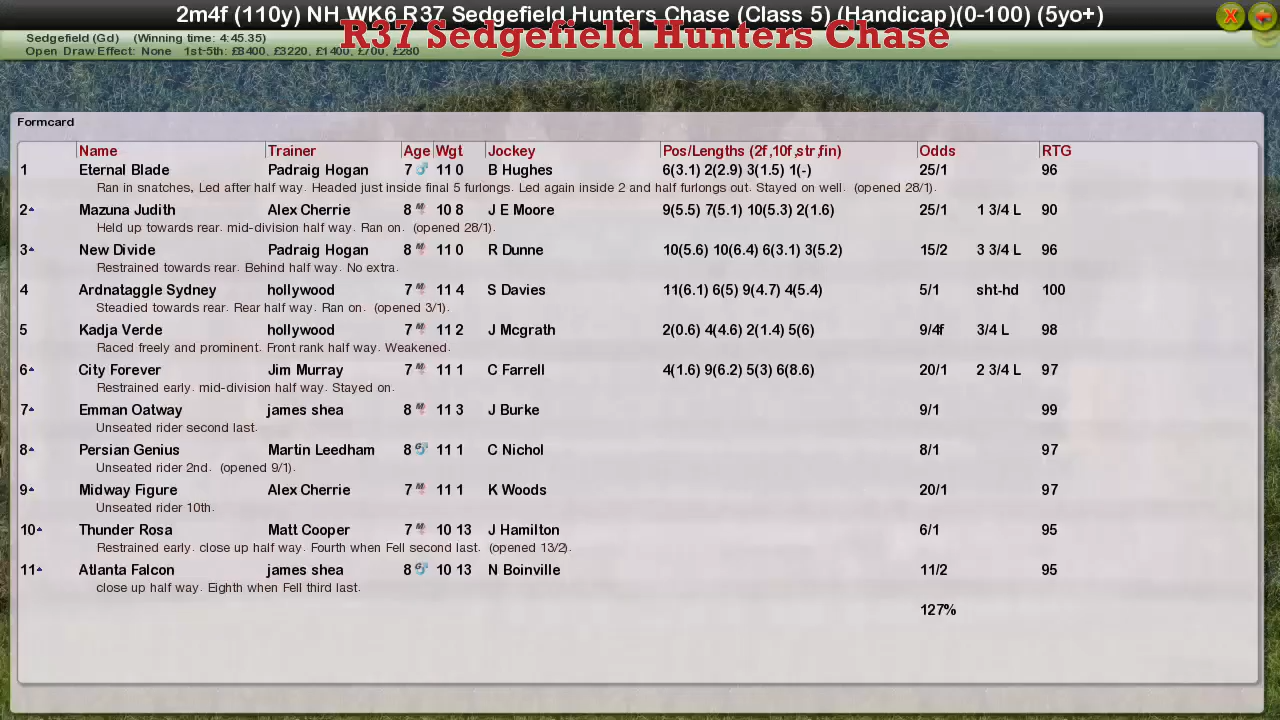 2m4f (110y) NH WK6 R37 Sedgefield Hunters Chase (Class 5) (Handicap)(0-100) (5yo+)
R37 Sedgefield Hunters Chase
Sedgefield (Gd) (Winning time: 4:45.35)
Open Draw Effect: None 1st-5th: £8400, £3220, £1400, £700, £280
Formcard
Name Trainer Age Wgt Jockey Pos/Lengths (2f,10f,str,fin) Odds RTG
1 Eternal Blade Padraig Hogan 7 11 0 B Hughes 6(3.1) 2(2.9) 3(1.5) 1(-) 25/1 96
Ran in snatches, Led after half way. Headed just inside final 5 furlongs. Led again inside 2 and half furlongs out. Stayed on well. (opened 28/1).
2 Mazuna Judith Alex Cherrie 8 10 8 J E Moore 9(5.5) 7(5.1) 10(5.3) 2(1.6) 25/1 1 3/4 L 90
Held up towards rear. mid-division half way. Ran on. (opened 28/1).
3 New Divide Padraig Hogan 8 11 0 R Dunne 10(5.6) 10(6.4) 6(3.1) 3(5.2) 15/2 3 3/4 L 96
Restrained towards rear. Behind half way. No extra.
4 Ardnataggle Sydney hollywood 7 11 4 S Davies 11(6.1) 6(5) 9(4.7) 4(5.4) 5/1 sht-hd 100
Steadied towards rear. Rear half way. Ran on. (opened 3/1).
5 Kadja Verde hollywood 7 11 2 J Mcgrath 2(0.6) 4(4.6) 2(1.4) 5(6) 9/4f 3/4 L 98
Raced freely and prominent. Front rank half way. Weakened.
6 City Forever Jim Murray 7 11 1 C Farrell 4(1.6) 9(6.2) 5(3) 6(8.6) 20/1 2 3/4 L 97
Restrained early. mid-division half way. Stayed on.
7 Emman Oatway james shea 8 11 3 J Burke 9/1 99
Unseated rider second last.
8 Persian Genius Martin Leedham 8 11 1 C Nichol 8/1 97
Unseated rider 2nd. (opened 9/1).
9 Midway Figure Alex Cherrie 7 11 1 K Woods 20/1 97
Unseated rider 10th.
10 Thunder Rosa Matt Cooper 7 10 13 J Hamilton 6/1 95
Restrained early. close up half way. Fourth when Fell second last. (opened 13/2).
11 Atlanta Falcon james shea 8 10 13 N Boinville 11/2 95
close up half way. Eighth when Fell third last.
127%